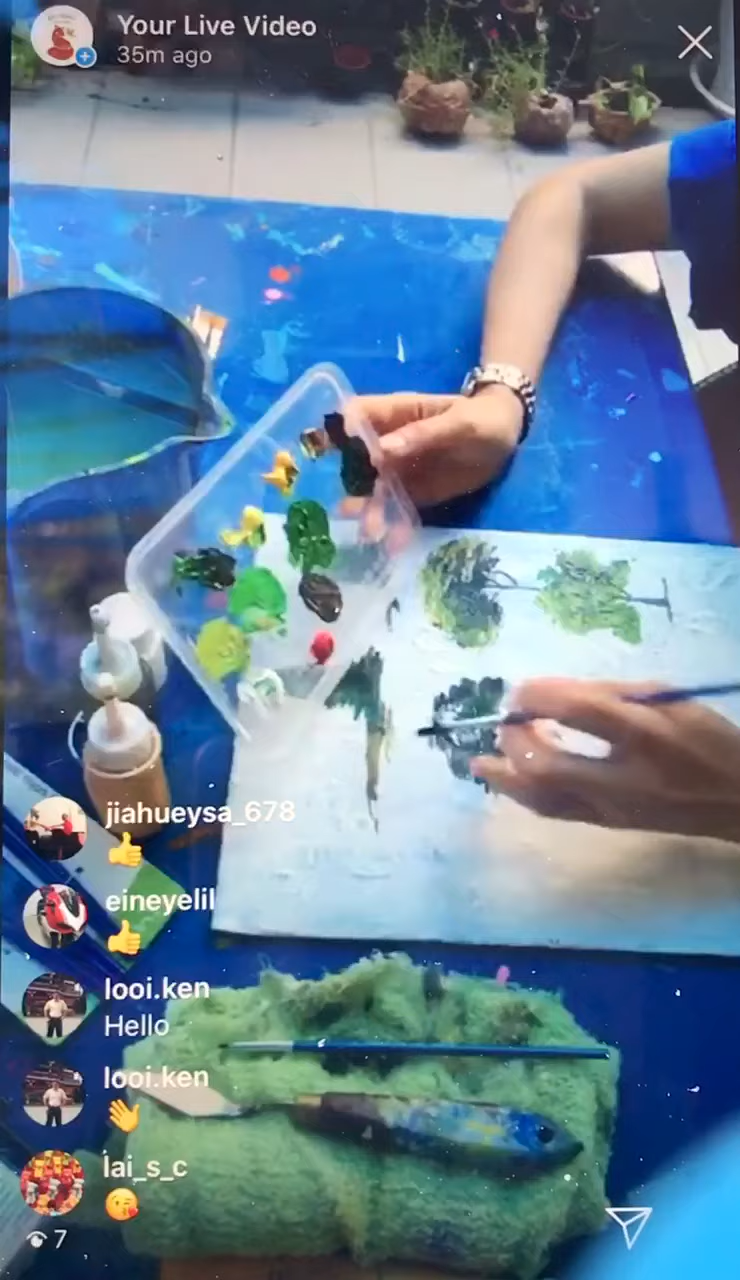 Your Live Video
35m ago
jiahueysa_678
👍
eineyelil
👍
looi.ken
Hello
looi.ken
👋
lai_s_c
😘
7